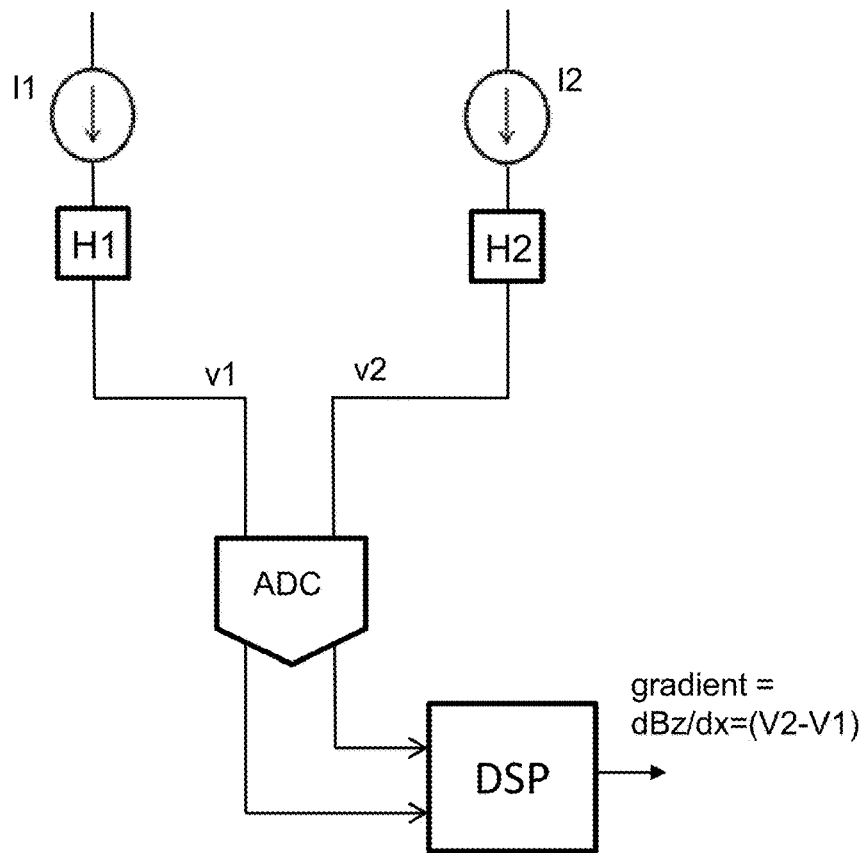 I1
I2
H1
H2
v1
v2
ADC
gradient =
dBz/dx=(V2-V1)
DSP